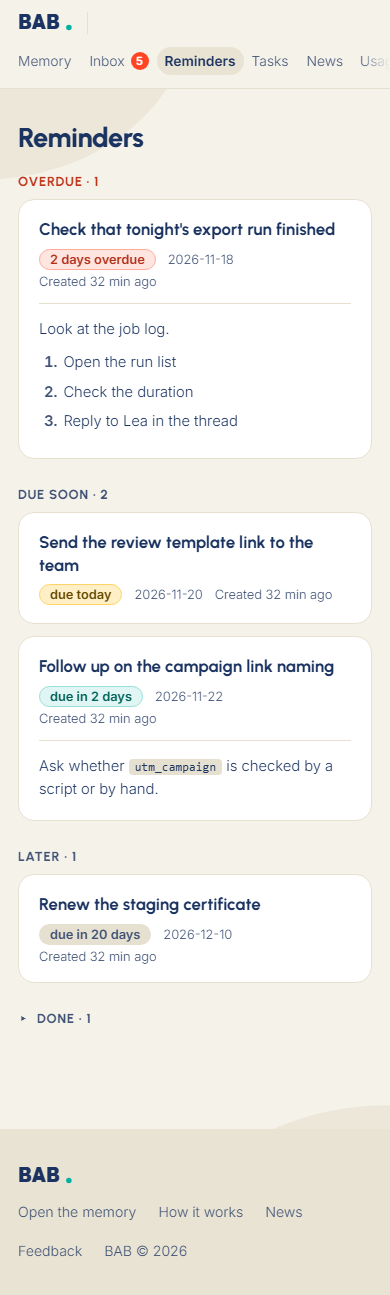 BAB.
Memory Inbox 5 Reminders Tasks News
Reminders
OVERDUE · 1
Check that tonight's export run finished
2 days overdue 2026-11-18
Created 32 min ago
Look at the job log.
1. Open the run list
2. Check the duration
3. Reply to Lea in the thread
DUE SOON · 2
Send the review template link to the
team
due today 2026-11-20 Created 32 min ago
Follow up on the campaign link naming
due in 2 days 2026-11-22
Created 32 min ago
Ask whether utm_campaign is checked by a
script or by hand.
LATER · 1
Renew the staging certificate
due in 20 days 2026-12-10
Created 32 min ago
▸ DONE · 1
BAB.
Open the memory How it works News
Feedback BAB © 2026